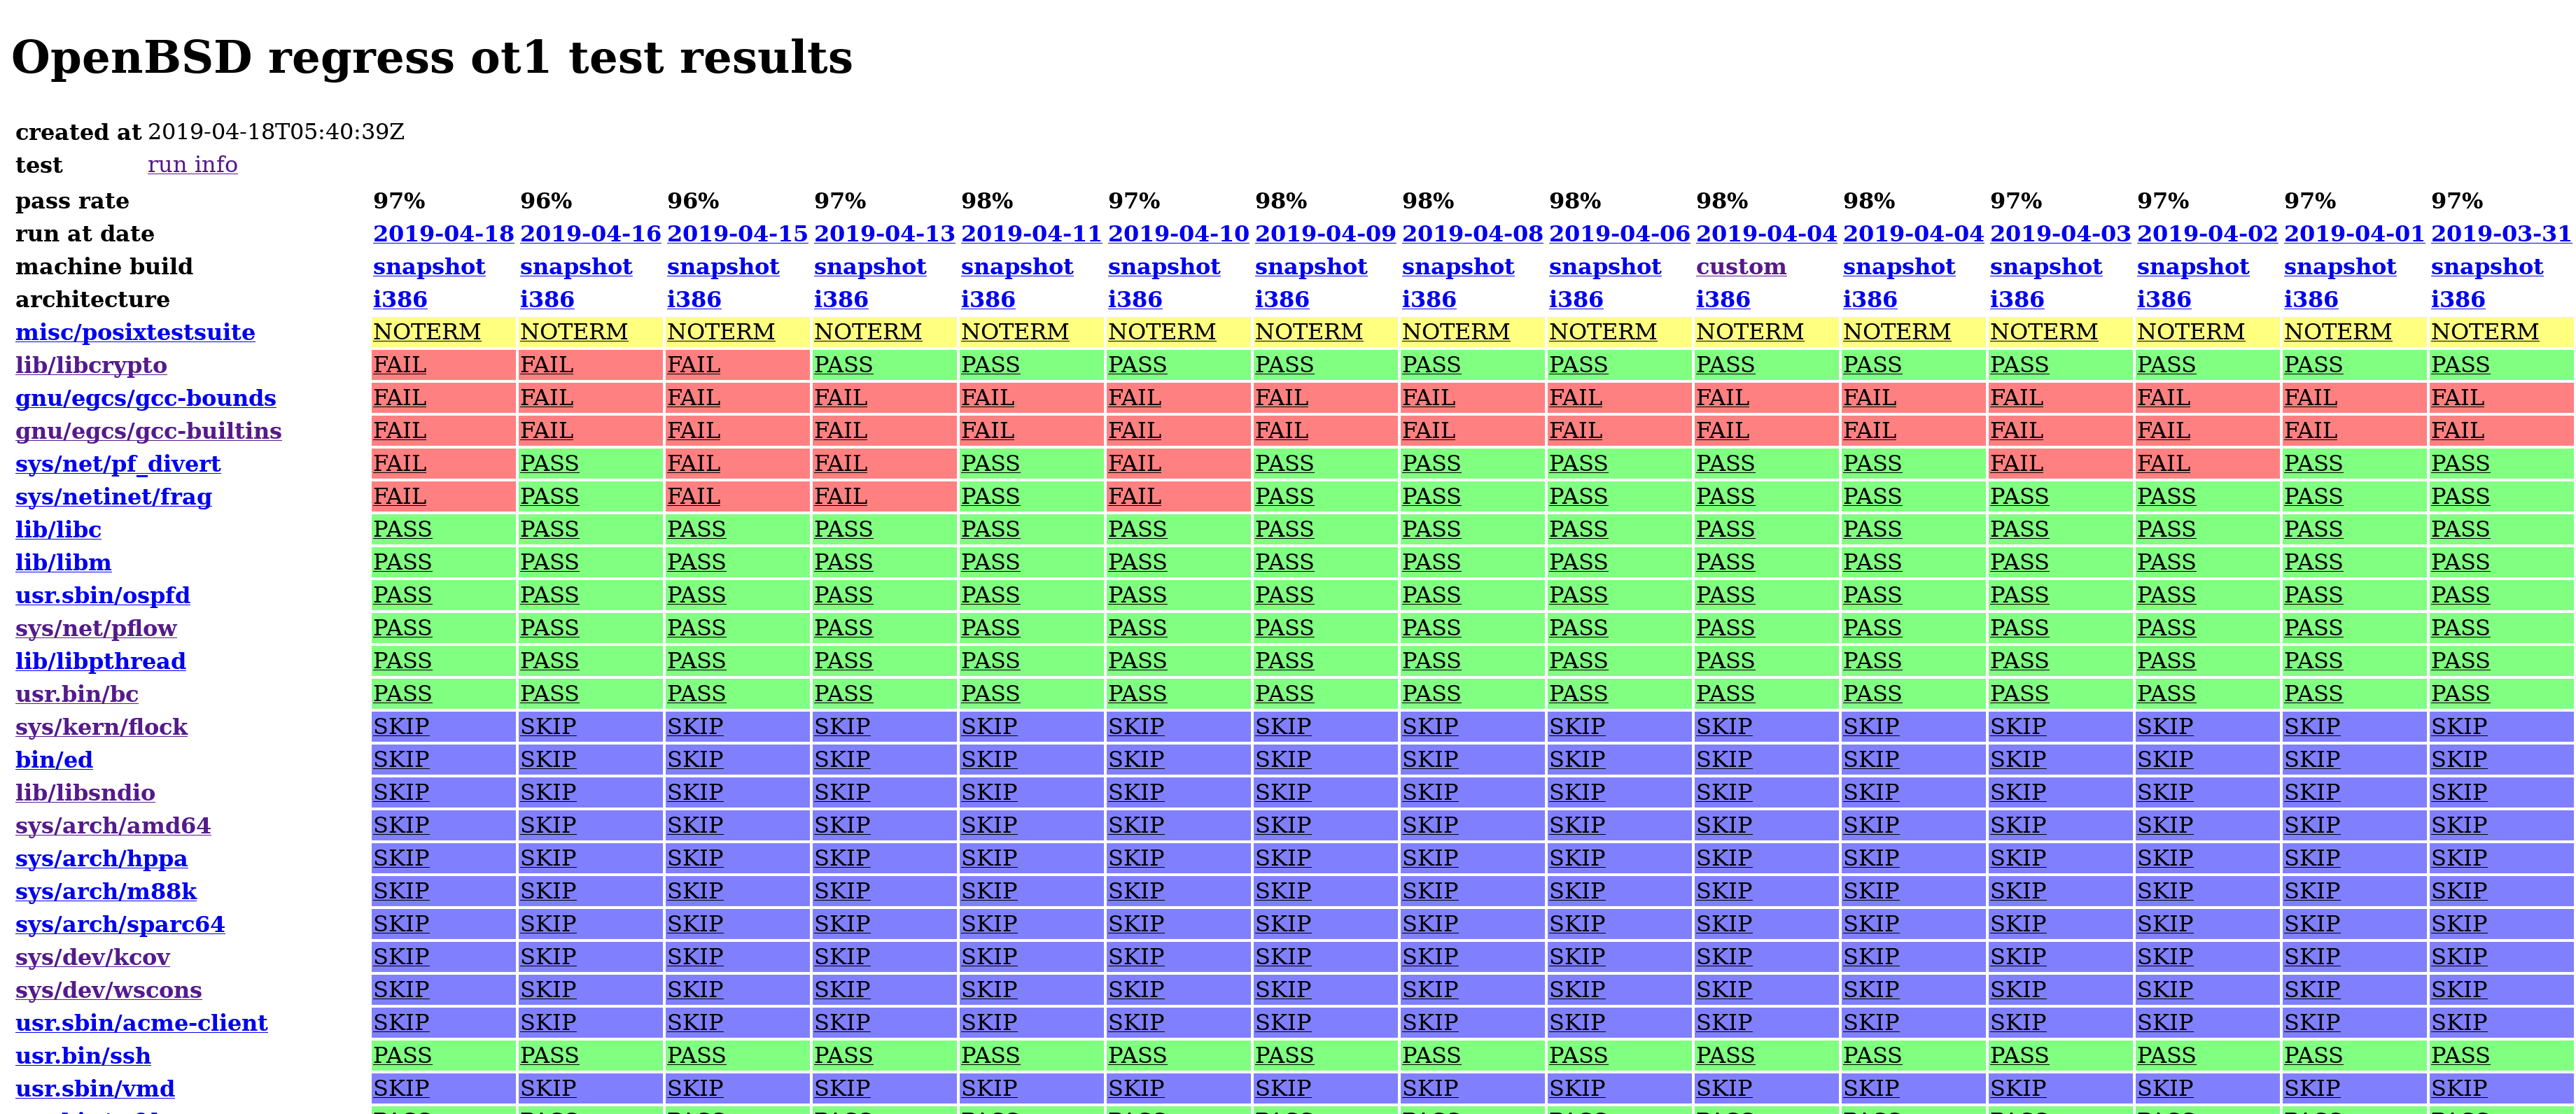 OpenBSD regress ot1 test results
created at 2019-04-18T05:40:39Z
test run info
pass rate 97% 96% 96% 97% 98% 97% 98% 98% 98% 98% 98% 97% 97% 97% 97%
run at date 2019-04-18 2019-04-16 2019-04-15 2019-04-13 2019-04-11 2019-04-10 2019-04-09 2019-04-08 2019-04-06 2019-04-04 2019-04-04 2019-04-03 2019-04-02 2019-04-01 2019-03-31
machine build snapshot snapshot snapshot snapshot snapshot snapshot snapshot snapshot snapshot custom snapshot snapshot snapshot snapshot snapshot
architecture i386 i386 i386 i386 i386 i386 i386 i386 i386 i386 i386 i386 i386 i386 i386
misc/posixtestsuite NOTERM NOTERM NOTERM NOTERM NOTERM NOTERM NOTERM NOTERM NOTERM NOTERM NOTERM NOTERM NOTERM NOTERM NOTERM
lib/libcrypto FAIL FAIL FAIL PASS PASS PASS PASS PASS PASS PASS PASS PASS PASS PASS PASS
gnu/egcs/gcc-bounds FAIL FAIL FAIL FAIL FAIL FAIL FAIL FAIL FAIL FAIL FAIL FAIL FAIL FAIL FAIL
gnu/egcs/gcc-builtins FAIL FAIL FAIL FAIL FAIL FAIL FAIL FAIL FAIL FAIL FAIL FAIL FAIL FAIL FAIL
sys/net/pf_divert FAIL PASS FAIL FAIL PASS FAIL PASS PASS PASS PASS PASS FAIL FAIL PASS PASS
sys/netinet/frag FAIL PASS FAIL FAIL PASS FAIL PASS PASS PASS PASS PASS PASS PASS PASS PASS
lib/libc PASS PASS PASS PASS PASS PASS PASS PASS PASS PASS PASS PASS PASS PASS PASS
lib/libm PASS PASS PASS PASS PASS PASS PASS PASS PASS PASS PASS PASS PASS PASS PASS
usr.sbin/ospfd PASS PASS PASS PASS PASS PASS PASS PASS PASS PASS PASS PASS PASS PASS PASS
sys/net/pflow PASS PASS PASS PASS PASS PASS PASS PASS PASS PASS PASS PASS PASS PASS PASS
lib/libpthread PASS PASS PASS PASS PASS PASS PASS PASS PASS PASS PASS PASS PASS PASS PASS
usr.bin/bc PASS PASS PASS PASS PASS PASS PASS PASS PASS PASS PASS PASS PASS PASS PASS
sys/kern/flock SKIP SKIP SKIP SKIP SKIP SKIP SKIP SKIP SKIP SKIP SKIP SKIP SKIP SKIP SKIP
bin/ed SKIP SKIP SKIP SKIP SKIP SKIP SKIP SKIP SKIP SKIP SKIP SKIP SKIP SKIP SKIP
lib/libsndio SKIP SKIP SKIP SKIP SKIP SKIP SKIP SKIP SKIP SKIP SKIP SKIP SKIP SKIP SKIP
sys/arch/amd64 SKIP SKIP SKIP SKIP SKIP SKIP SKIP SKIP SKIP SKIP SKIP SKIP SKIP SKIP SKIP
sys/arch/hppa SKIP SKIP SKIP SKIP SKIP SKIP SKIP SKIP SKIP SKIP SKIP SKIP SKIP SKIP SKIP
sys/arch/m88k SKIP SKIP SKIP SKIP SKIP SKIP SKIP SKIP SKIP SKIP SKIP SKIP SKIP SKIP SKIP
sys/arch/sparc64 SKIP SKIP SKIP SKIP SKIP SKIP SKIP SKIP SKIP SKIP SKIP SKIP SKIP SKIP SKIP
sys/dev/kcov SKIP SKIP SKIP SKIP SKIP SKIP SKIP SKIP SKIP SKIP SKIP SKIP SKIP SKIP SKIP
sys/dev/wscons SKIP SKIP SKIP SKIP SKIP SKIP SKIP SKIP SKIP SKIP SKIP SKIP SKIP SKIP SKIP
usr.sbin/acme-client SKIP SKIP SKIP SKIP SKIP SKIP SKIP SKIP SKIP SKIP SKIP SKIP SKIP SKIP SKIP
usr.bin/ssh PASS PASS PASS PASS PASS PASS PASS PASS PASS PASS PASS PASS PASS PASS PASS
usr.sbin/vmd SKIP SKIP SKIP SKIP SKIP SKIP SKIP SKIP SKIP SKIP SKIP SKIP SKIP SKIP SKIP